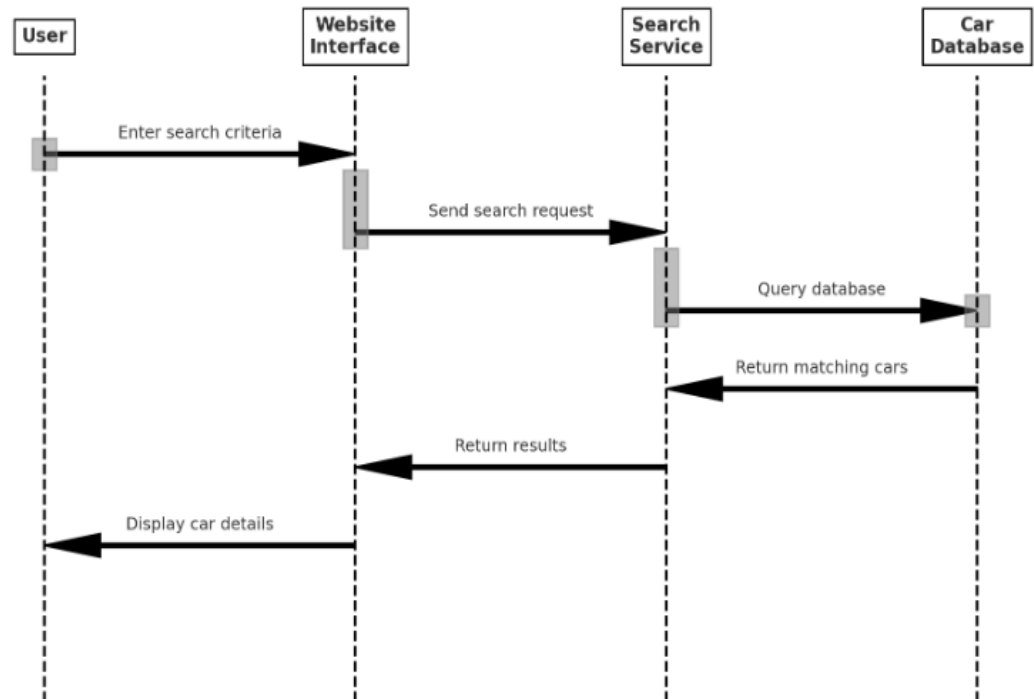 User
Website
Interface
Search
Service
Car
Database
Enter search criteria
Send search request
Query database
Return matching cars
Return results
Display car details